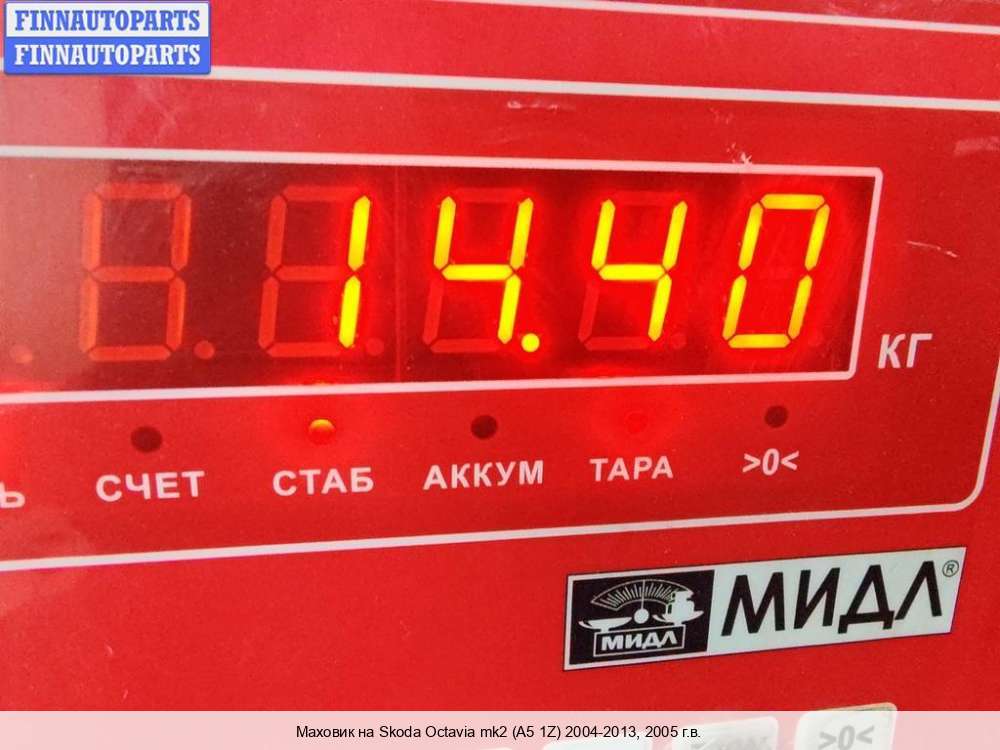 FINNAUTOPARTS
FINNAUTOPARTS
14.40
КГ
Ь СЧЕТ СТАБ АККУМ ТАРА >0<
МИДЛ МИДЛ®
>0<
Маховик на Skoda Octavia mk2 (A5 1Z) 2004-2013, 2005 г.в.